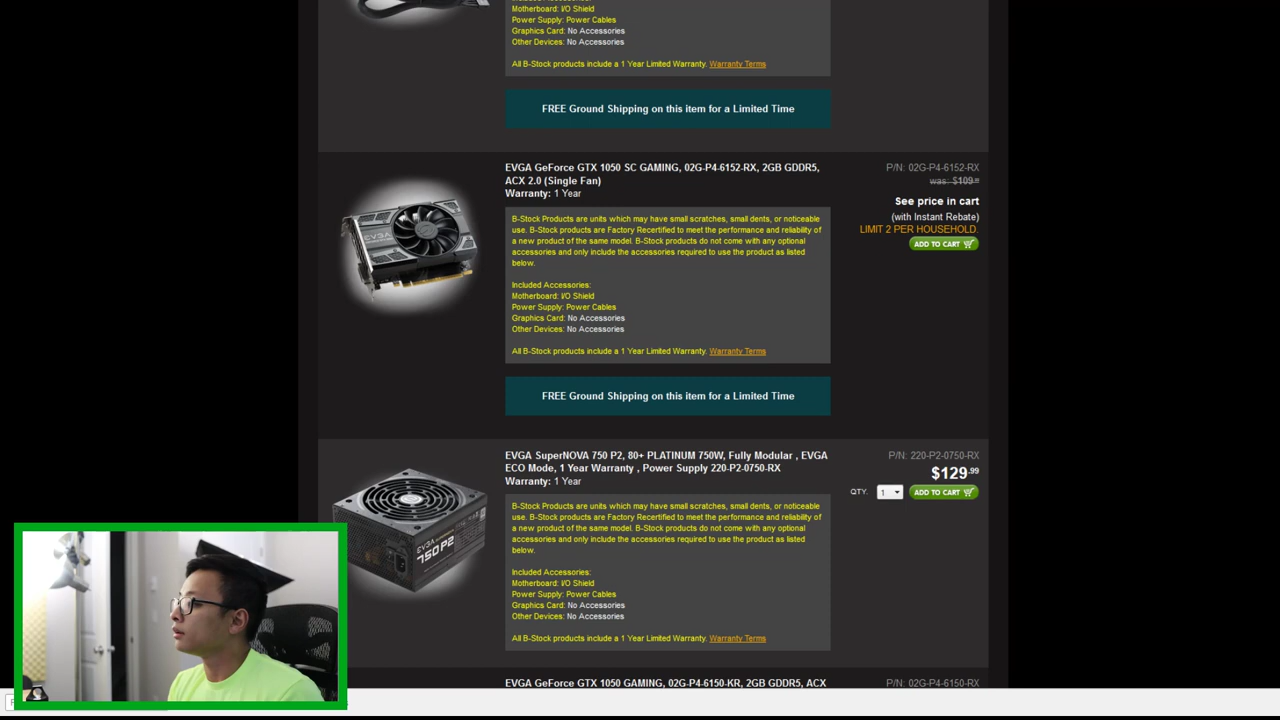 Motherboard: I/O Shield
Power Supply: Power Cables
Graphics Card: No Accessories
Other Devices: No Accessories
All B-Stock products include a 1 Year Limited Warranty. Warranty Terms
FREE Ground Shipping on this item for a Limited Time
EVGA GeForce GTX 1050 SC GAMING, 02G-P4-6152-RX, 2GB GDDR5,
ACX 2.0 (Single Fan)
Warranty: 1 Year
P/N: 02G-P4-6152-RX
was: $109
See price in cart
(with Instant Rebate)
LIMIT 2 PER HOUSEHOLD.
ADD TO CART
B-Stock Products are units which may have small scratches, small dents, or noticeable
use. B-Stock products are Factory Recertified to meet the performance and reliability of
a new product of the same model. B-Stock products do not come with any optional
accessories and only include the accessories required to use the product as listed
below.
Included Accessories:
Motherboard: I/O Shield
Power Supply: Power Cables
Graphics Card: No Accessories
Other Devices: No Accessories
All B-Stock products include a 1 Year Limited Warranty. Warranty Terms
FREE Ground Shipping on this item for a Limited Time
EVGA SuperNOVA 750 P2, 80+ PLATINUM 750W, Fully Modular , EVGA
ECO Mode, 1 Year Warranty , Power Supply 220-P2-0750-RX
Warranty: 1 Year
P/N: 220-P2-0750-RX
$129.99
QTY. 1 ADD TO CART
EVGA
750 P2
B-Stock Products are units which may have small scratches, small dents, or noticeable
use. B-Stock products are Factory Recertified to meet the performance and reliability of
a new product of the same model. B-Stock products do not come with any optional
accessories and only include the accessories required to use the product as listed
below.
Included Accessories:
Motherboard: I/O Shield
Power Supply: Power Cables
Graphics Card: No Accessories
Other Devices: No Accessories
All B-Stock products include a 1 Year Limited Warranty. Warranty Terms
EVGA GeForce GTX 1050 GAMING, 02G-P4-6150-KR, 2GB GDDR5, ACX
P/N: 02G-P4-6150-RX